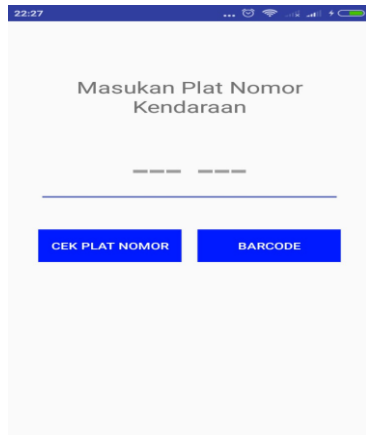 22:27
...
Masukan Plat Nomor
Kendaraan
--- ---
CEK PLAT NOMOR
BARCODE